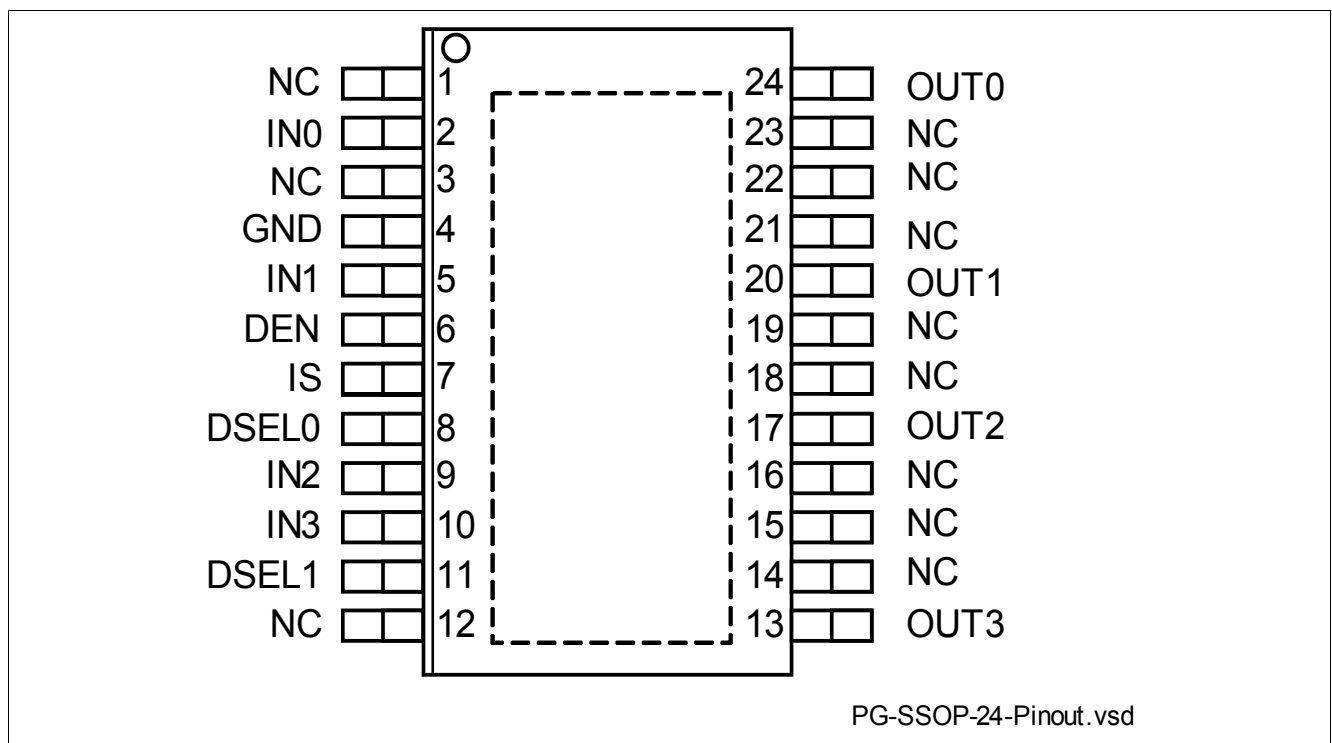 NC 1 24 OUT0
IN0 2 23 NC
NC 3 22 NC
GND 4 21 NC
IN1 5 20 OUT1
DEN 6 19 NC
IS 7 18 NC
DSEL0 8 17 OUT2
IN2 9 16 NC
IN3 10 15 NC
DSEL1 11 14 NC
NC 12 13 OUT3
PG-SSOP-24-Pinout.vsd